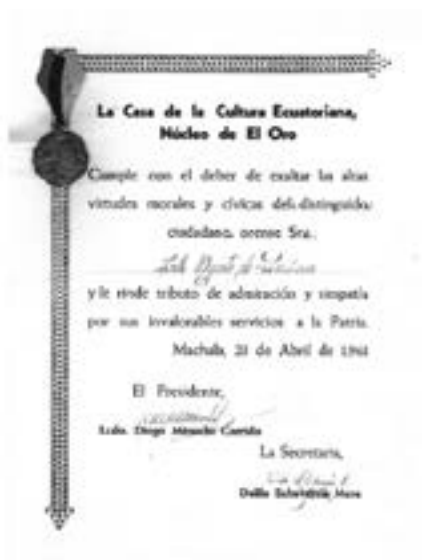 La Casa de la Cultura Ecuatoriana,
Núcleo de El Oro
Cumple con el deber de exaltar las altas
virtudes morales y cívicas del distinguido
ciudadano, orense Sra.
y le rinde tributo de admiración y simpatía
por sus invalorables servicios a la Patria.
Machala, de Abril de
El Presidente,
Lcdo. Diego Minuche Garrido
La Secretaria,
Mora